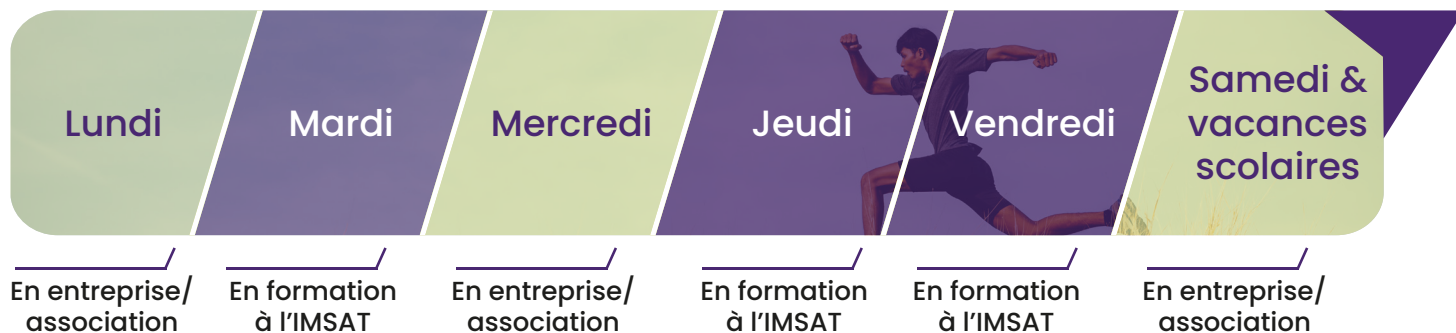 Lundi
Mardi
Mercredi
Jeudi
Vendredi
Samedi &
vacances
scolaires
En entreprise/
association
En formation
à l'IMSAT
En entreprise/
association
En formation
à l'IMSAT
En formation
à l'IMSAT
En entreprise/
association